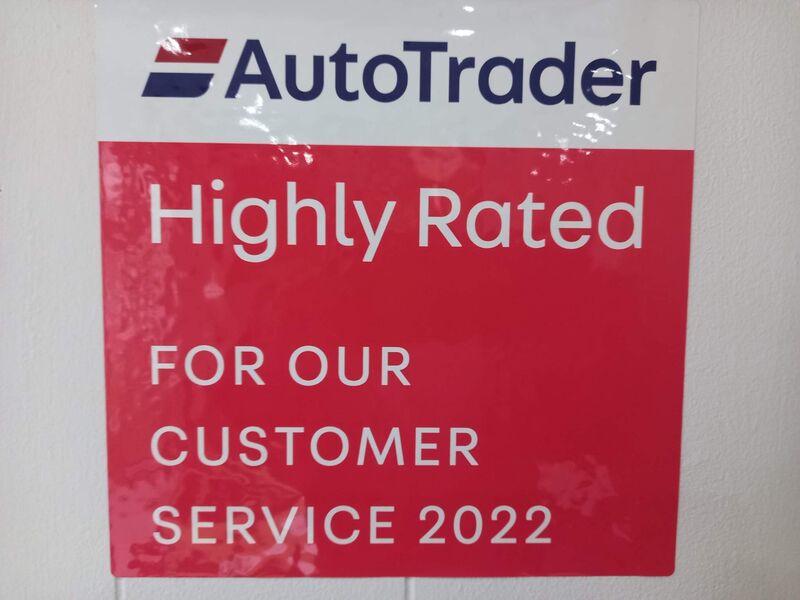 AutoTrader
Highly Rated
FOR OUR
CUSTOMER
SERVICE 2022